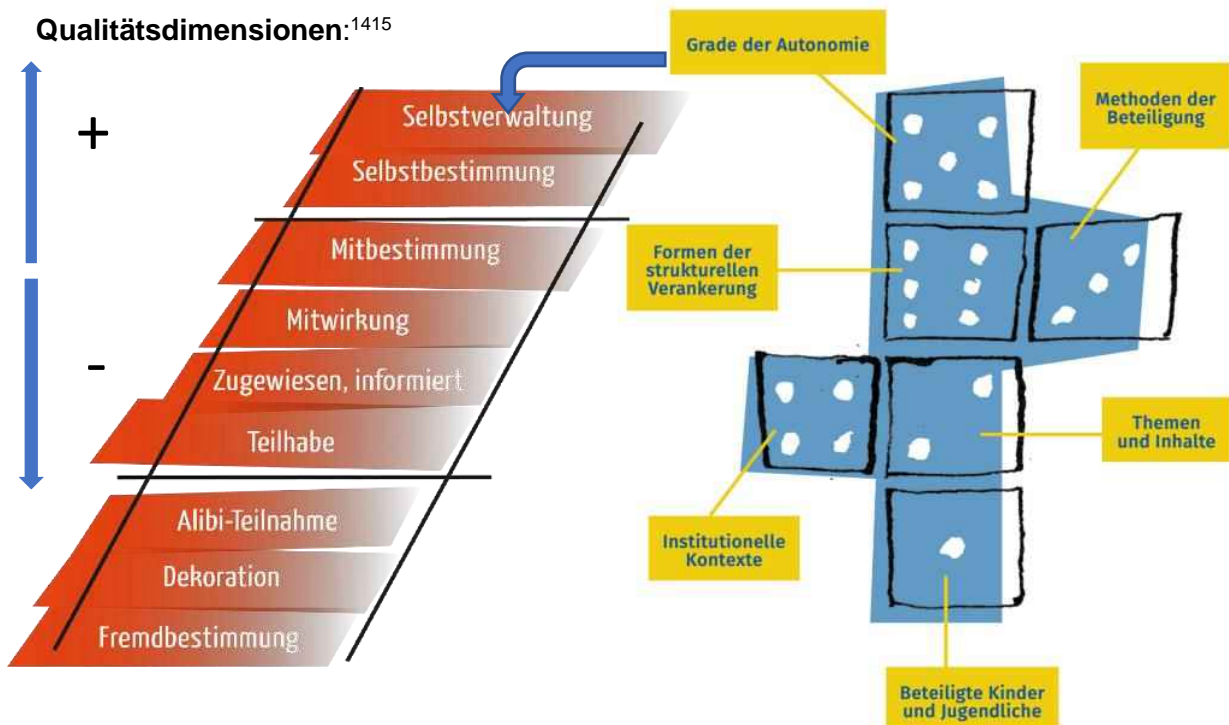 Qualitätsdimensionen:1415
+
-
Selbstverwaltung
Selbstbestimmung
Mitbestimmung
Mitwirkung
Zugewiesen, informiert
Teilhabe
Alibi-Teilnahme
Dekoration
Fremdbestimmung
Grade der Autonomie
Methoden der
Beteiligung
Formen der
strukturellen
Verankerung
Themen
und Inhalte
Institutionelle
Kontexte
Beteiligte Kinder
und Jugendliche